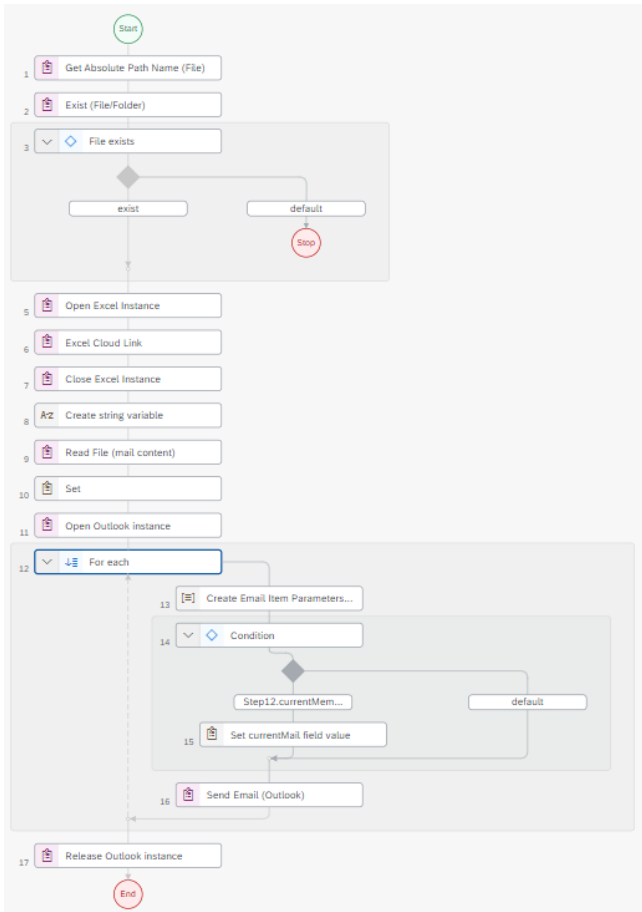 Start
1 Get Absolute Path Name (File)
2 Exist (File/Folder)
3 File exists
exist default
Stop
5 Open Excel Instance
6 Excel Cloud Link
7 Close Excel Instance
8 A-Z Create string variable
9 Read File (mail content)
10 Set
11 Open Outlook instance
12 For each
13 Create Email Item Parameters...
14 Condition
Step12.currentMem... default
15 Set currentMail field value
16 Send Email (Outlook)
17 Release Outlook instance
End